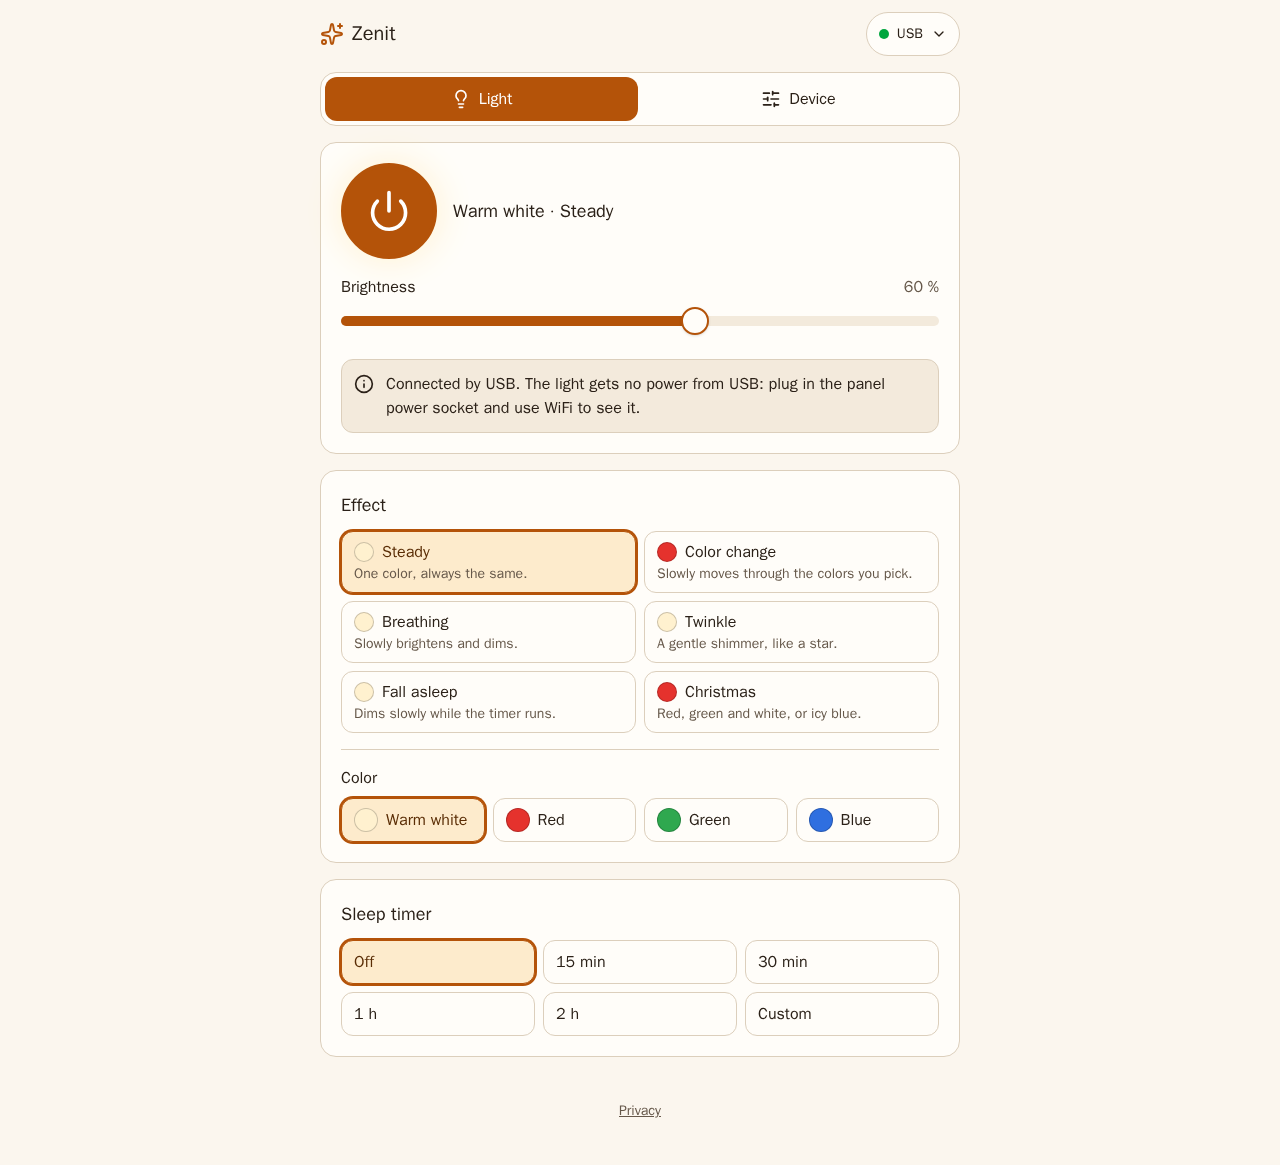 Zenit
USB
Light
Device
Warm white · Steady
Brightness
60 %
Connected by USB. The light gets no power from USB: plug in the panel
power socket and use WiFi to see it.
Effect
Steady
One color, always the same.
Color change
Slowly moves through the colors you pick.
Breathing
Slowly brightens and dims.
Twinkle
A gentle shimmer, like a star.
Fall asleep
Dims slowly while the timer runs.
Christmas
Red, green and white, or icy blue.
Color
Warm white
Red
Green
Blue
Sleep timer
Off
15 min
30 min
1 h
2 h
Custom
Privacy